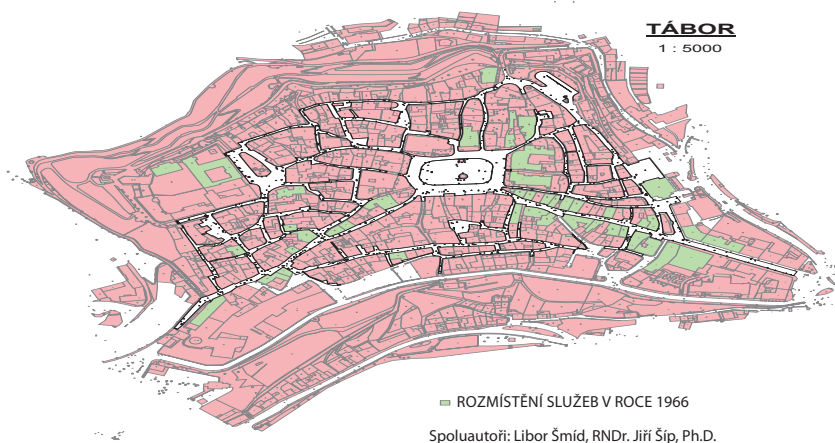 TÁBOR
1 : 5000
ROZMÍSTĚNÍ SLUŽEB V ROCE 1966
Spoluautoři: Libor Šmíd, RNDr. Jiří Šíp, Ph.D.